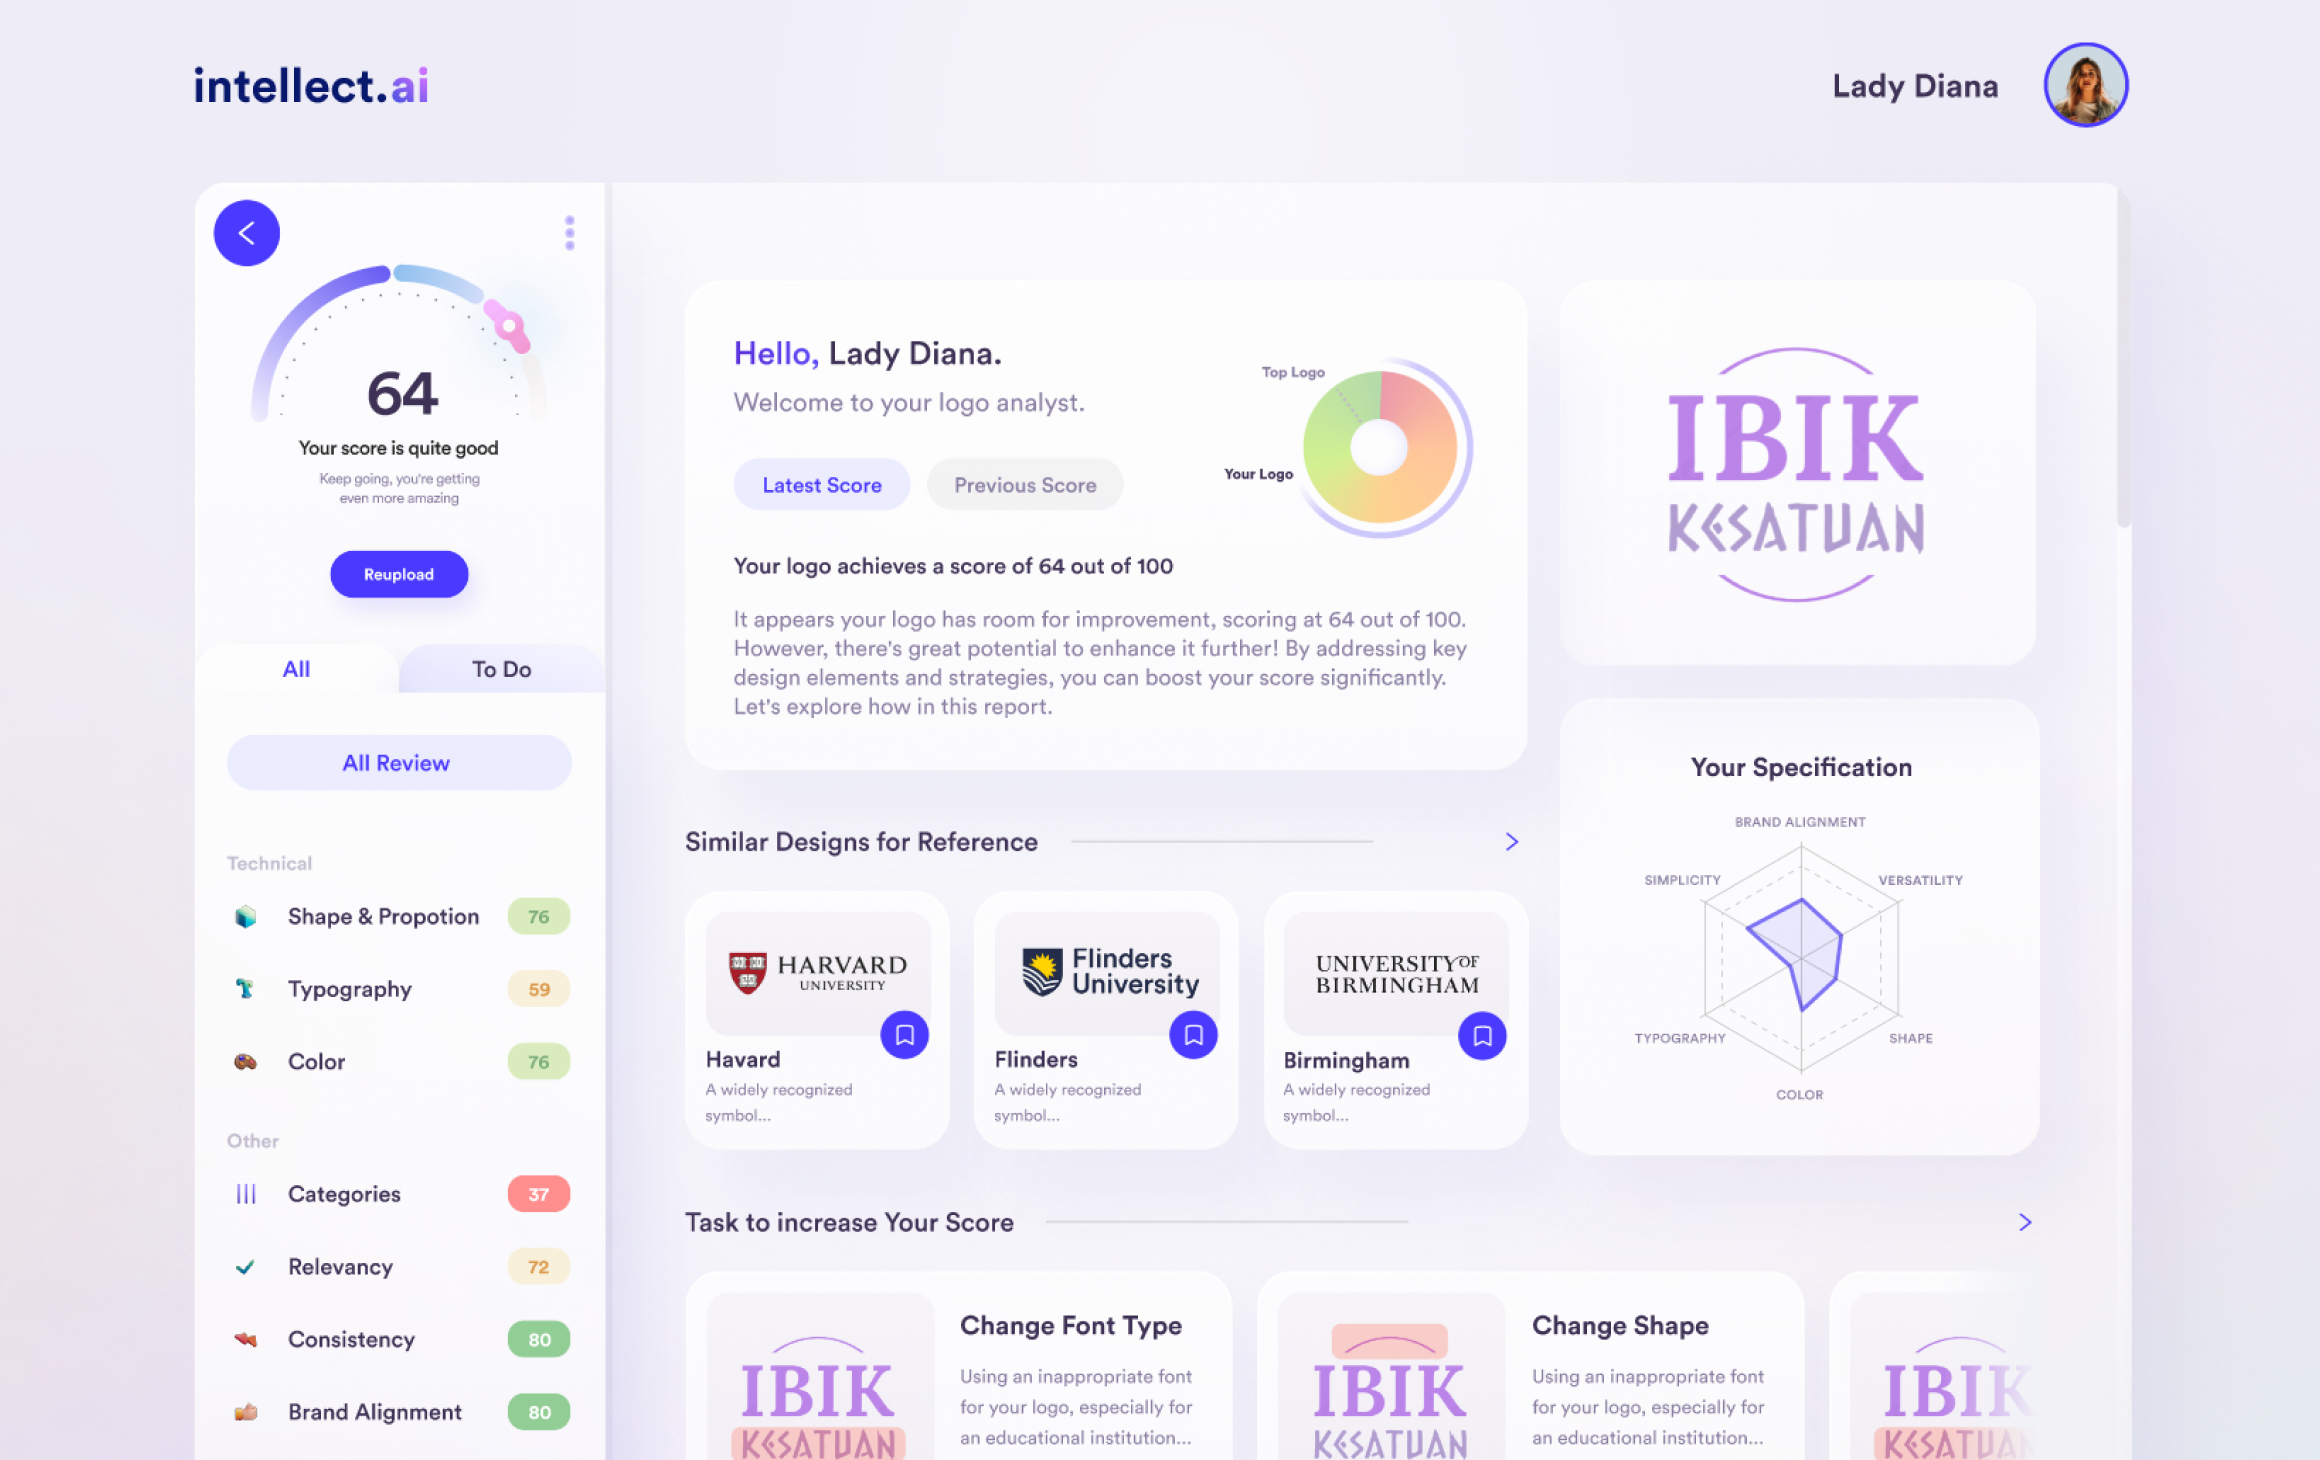 intellect.ai
Lady Diana
64
Your score is quite good
Keep going, you're getting
even more amazing
Reupload
All
To Do
All Review
Technical
Shape & Propotion
76
Typography
59
Color
76
Other
Categories
37
Relevancy
72
Consistency
80
Brand Alignment
80
Hello, Lady Diana.
Welcome to your logo analyst.
Latest Score
Previous Score
Top Logo
Your Logo
Your logo achieves a score of 64 out of 100
It appears your logo has room for improvement, scoring at 64 out of 100.
However, there's great potential to enhance it further! By addressing key
design elements and strategies, you can boost your score significantly.
Let's explore how in this report.
IBIK
KESATUAN
Similar Designs for Reference
HARVARD
UNIVERSITY
Havard
A widely recognized
symbol...
Flinders
University
Flinders
A widely recognized
symbol...
UNIVERSITY OF
BIRMINGHAM
Birmingham
A widely recognized
symbol...
Your Specification
BRAND ALIGNMENT
SIMPLICITY
VERSATILITY
TYPOGRAPHY
SHAPE
COLOR
Task to increase Your Score
IBIK
KESATUAN
Change Font Type
Using an inappropriate font
for your logo, especially for
an educational institution...
IBIK
KESATUAN
Change Shape
Using an inappropriate font
for your logo, especially for
an educational institution...
IBIK
KESATUAN